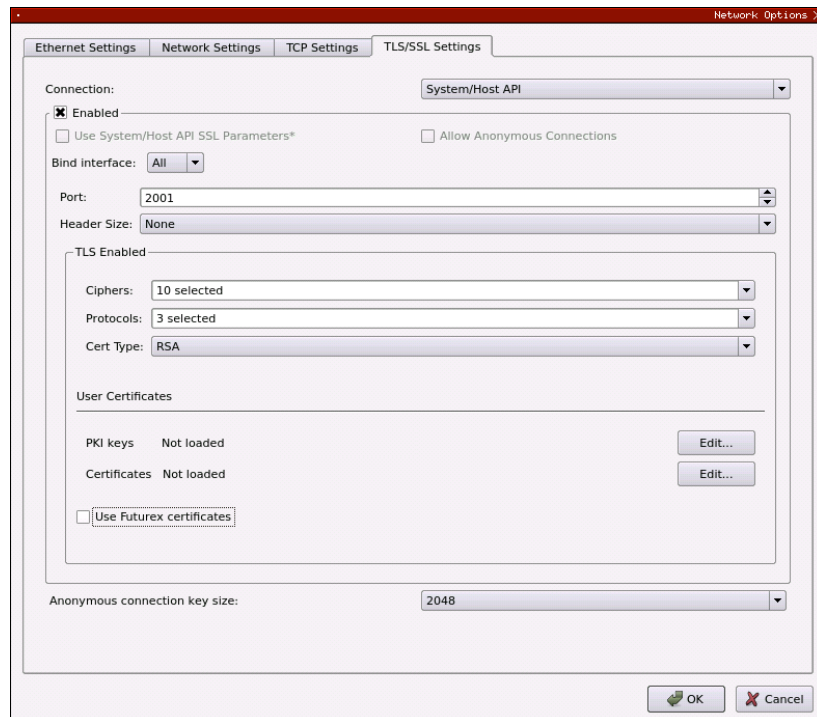 Network Options
Ethernet Settings Network Settings TCP Settings TLS/SSL Settings
Connection: System/Host API
Enabled
Use System/Host API SSL Parameters* Allow Anonymous Connections
Bind interface: All
Port: 2001
Header Size: None
TLS Enabled
Ciphers: 10 selected
Protocols: 3 selected
Cert Type: RSA
User Certificates
PKI keys Not loaded Edit...
Certificates Not loaded Edit...
Use Futurex certificates
Anonymous connection key size: 2048
OK Cancel